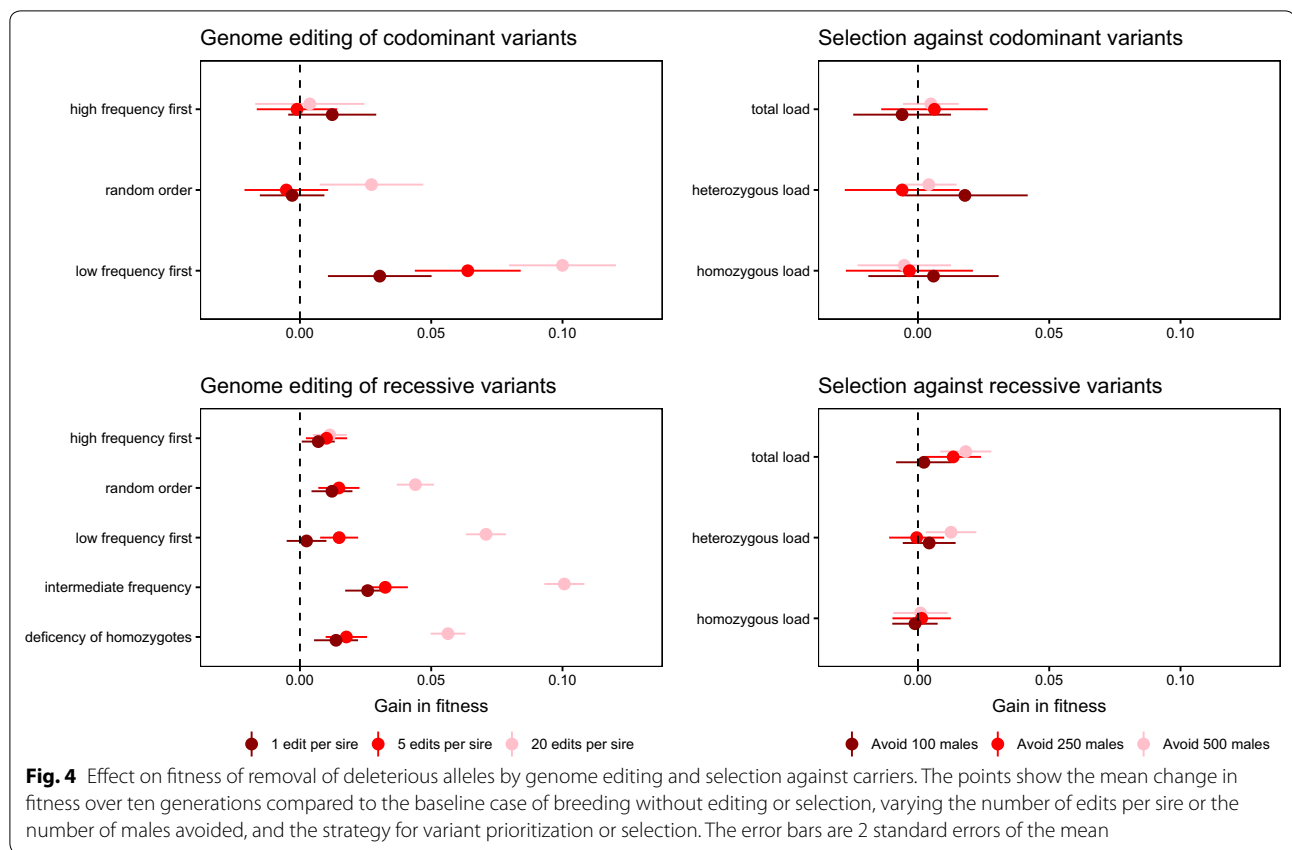 Genome editing of codominant variants
high frequency first
random order
low frequency first
0.00 0.05 0.10
Selection against codominant variants
total load
heterozygous load
homozygous load
0.00 0.05 0.10
Genome editing of recessive variants
high frequency first
random order
low frequency first
intermediate frequency
deficency of homozygotes
0.00 0.05 0.10
Gain in fitness
1 edit per sire 5 edits per sire 20 edits per sire
Selection against recessive variants
total load
heterozygous load
homozygous load
0.00 0.05 0.10
Gain in fitness
Avoid 100 males Avoid 250 males Avoid 500 males
Fig. 4 Effect on fitness of removal of deleterious alleles by genome editing and selection against carriers. The points show the mean change in
fitness over ten generations compared to the baseline case of breeding without editing or selection, varying the number of edits per sire or the
number of males avoided, and the strategy for variant prioritization or selection. The error bars are 2 standard errors of the mean